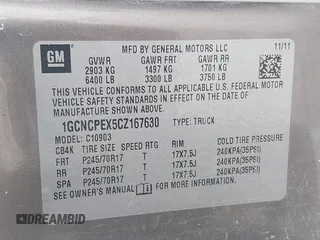 GM
MFD BY GENERAL MOTORS LLC 11/11
GVWR GAWR FRT GAWR RR
2903 KG 1497 KG 1701 KG
6400 LB 3300 LB 3750 LB
THIS VEHICLE CONFORMS TO ALL APPLICABLE U.S. FEDERAL MOTOR
VEHICLE SAFETY STANDARDS IN EFFECT ON THE DATE OF
MANUFACTURE SHOWN ABOVE.
1GCNCPEX5CZ167630 TYPE: TRUCK
MODEL: C10903
CB4K TIRE SIZE SPEED RTG RIM COLD TIRE PRESSURE
FRT P245/70R17 T 17X7.5J 240KPA(35PSI)
RR P245/70R17 T 17X7.5J 240KPA(35PSI)
SPA P245/70R17 T 17X7.5J 240KPA(35PSI)
SEE OWNER'S MANUAL FOR ADDITIONAL INFORMATION.
DREAMBID